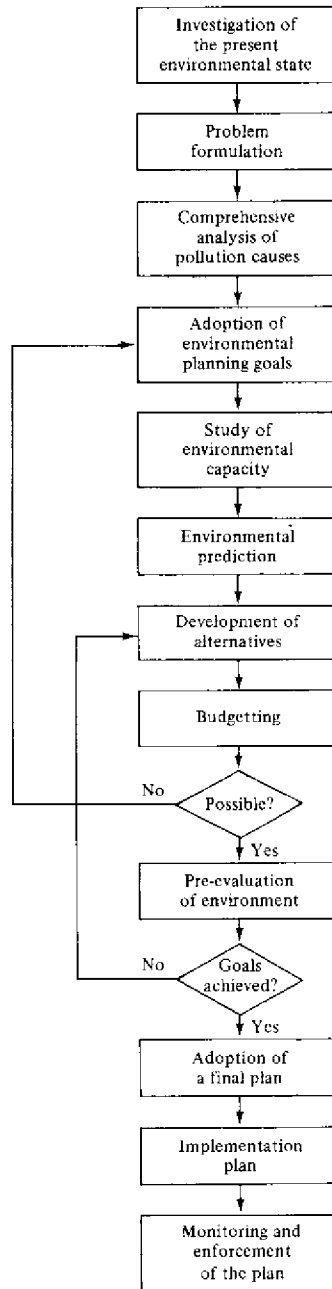 Investigation of
the present
environmental state
Problem
formulation
Comprehensive
analysis of
pollution causes
Adoption of
environmental
planning goals
Study of
environmental
capacity
Environmental
prediction
Development of
alternatives
Budgetting
No
Possible?
Yes
Pre-evaluation
of environment
No
Goals
achieved?
Yes
Adoption of
a final plan
Implementation
plan
Monitoring and
enforcement
of the plan